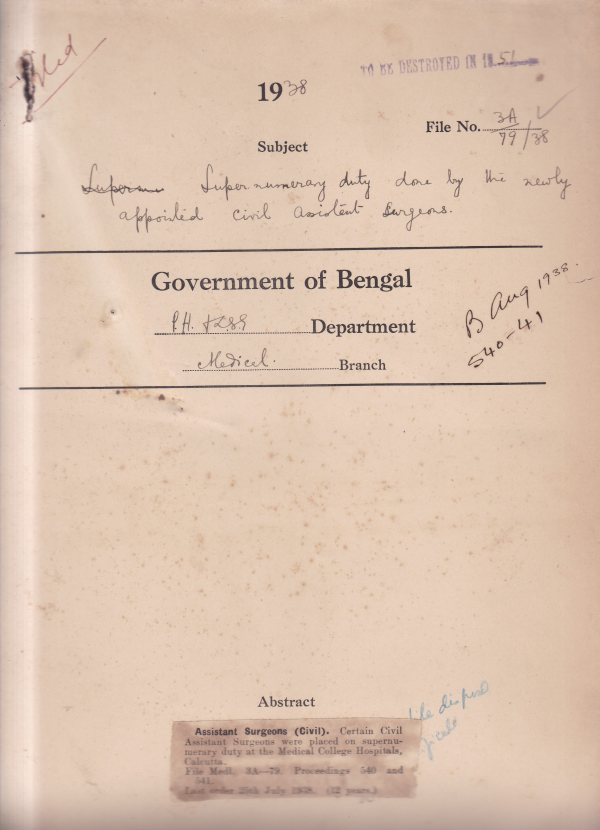 TO BE DESTROYED IN 1951
1938
File No. 3A/79/38
Subject
Supernumerary duty done by the newly
appointed Civil Assistant Surgeons.
Government of Bengal
P.H. & LSG Department
Medical Branch
B Aug 1938.
540-41
Abstract
File disposal
Assistant Surgeons (Civil). Certain Civil
Assistant Surgeons were placed on supernu-
merary duty at the Medical College Hospitals,
Calcutta.
File Medl. 3A—79. Proceedings 540 and
541.
Last order 25th July 1938. (12 years.)